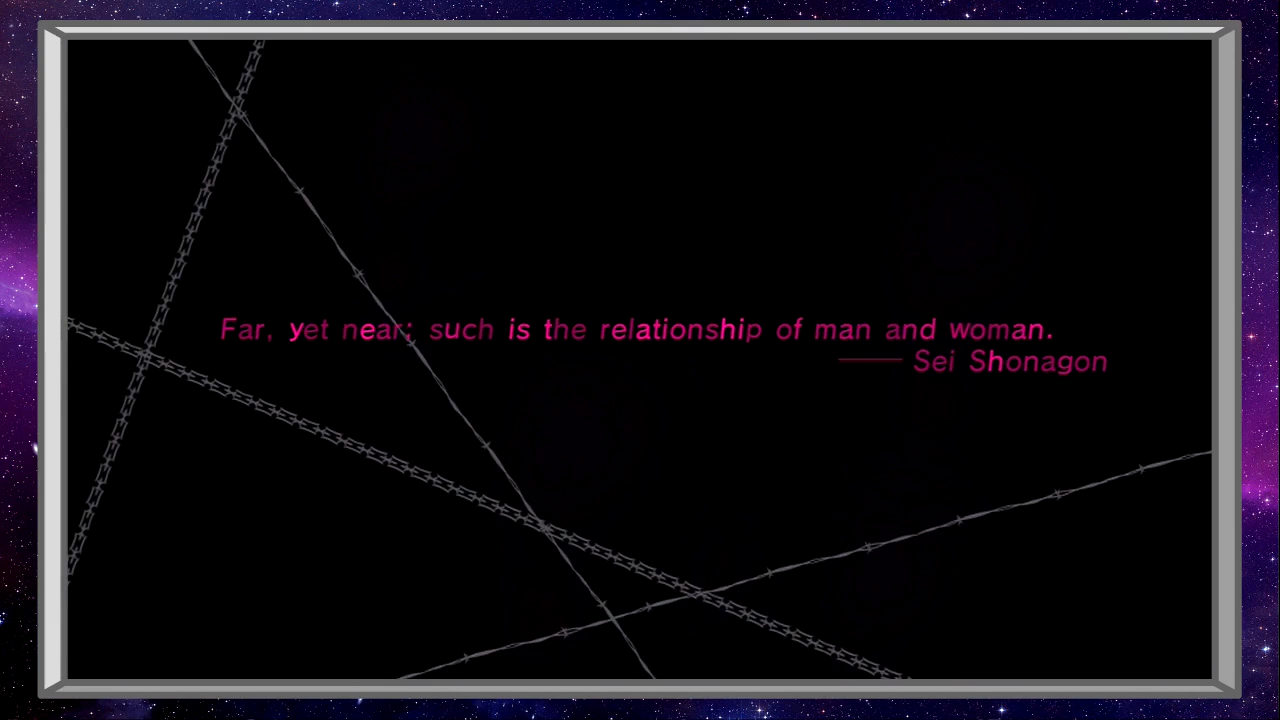 Far, yet near; such is the relationship of man and woman.
—— Sei Shonagon